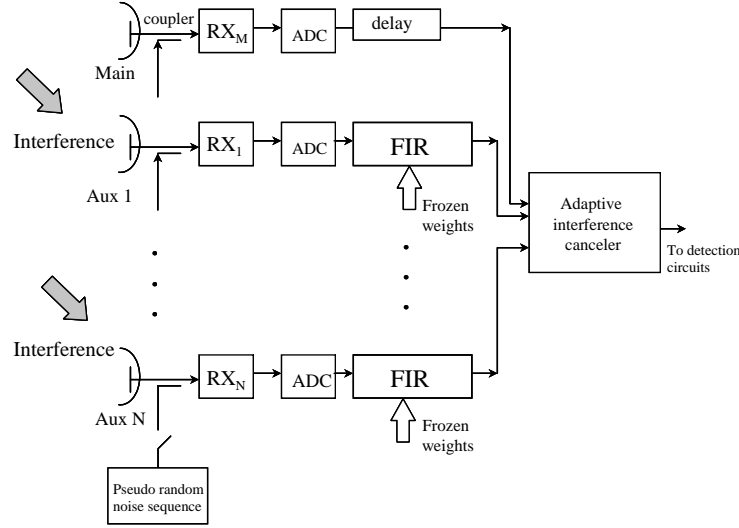 coupler
RX_M
ADC
delay
Main
Interference
RX_1
ADC
FIR
Aux 1
Frozen
weights
Adaptive
interference
canceler
To detection
circuits
Interference
RX_N
ADC
FIR
Aux N
Frozen
weights
Pseudo random
noise sequence